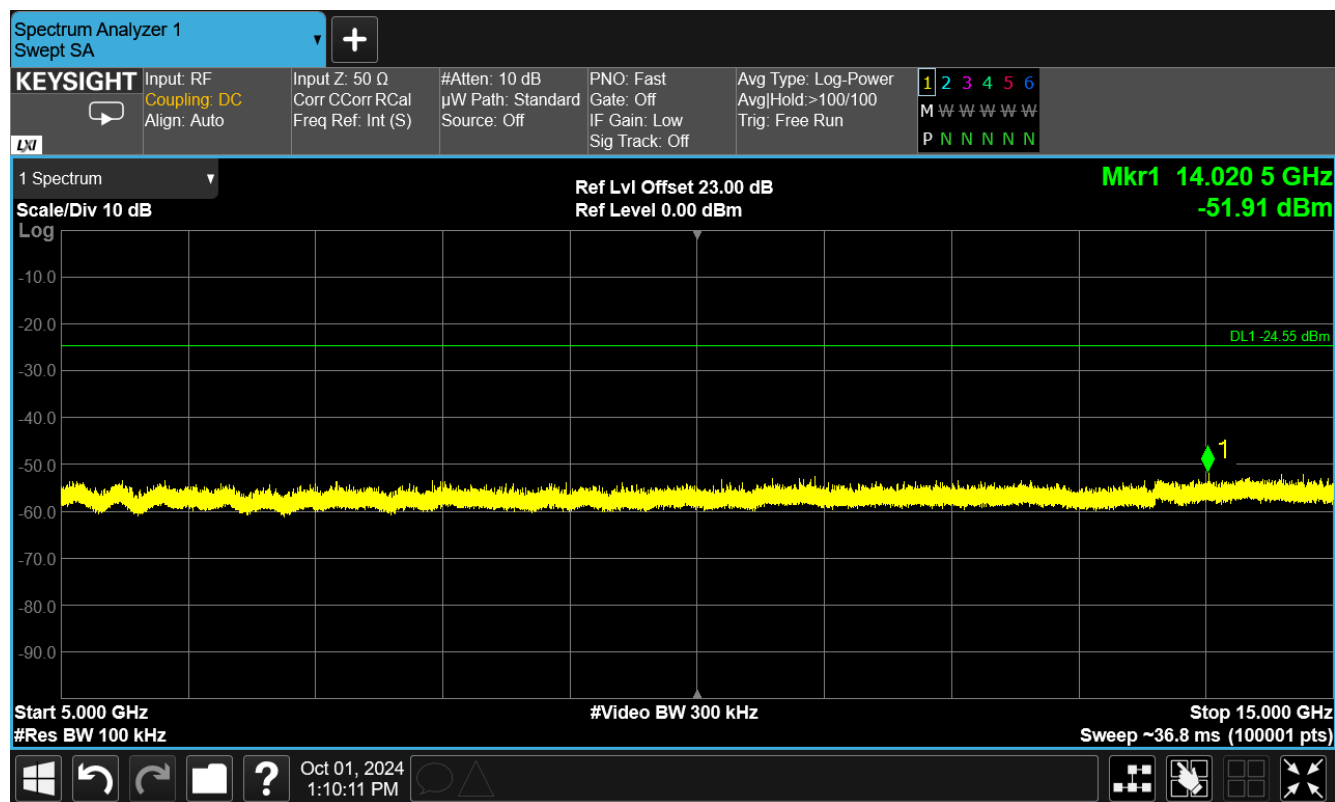 Spectrum Analyzer 1
Swept SA
KEYSIGHT
LXI
Input: RF
Coupling: DC
Align: Auto
Input Z: 50 Ω
Corr CCorr RCal
Freq Ref: Int (S)
#Atten: 10 dB
µW Path: Standard
Source: Off
PNO: Fast
Gate: Off
IF Gain: Low
Sig Track: Off
Avg Type: Log-Power
Avg|Hold:>100/100
Trig: Free Run
1 2 3 4 5 6
M W W W W W
P N N N N N
1 Spectrum
Scale/Div 10 dB
Log
Ref Lvl Offset 23.00 dB
Ref Level 0.00 dBm
Mkr1 14.020 5 GHz
-51.91 dBm
-10.0
-20.0
DL1 -24.55 dBm
-30.0
-40.0
1
-50.0
-60.0
-70.0
-80.0
-90.0
Start 5.000 GHz
#Video BW 300 kHz
Stop 15.000 GHz
#Res BW 100 kHz
Sweep ~36.8 ms (100001 pts)
?
Oct 01, 2024
1:10:11 PM